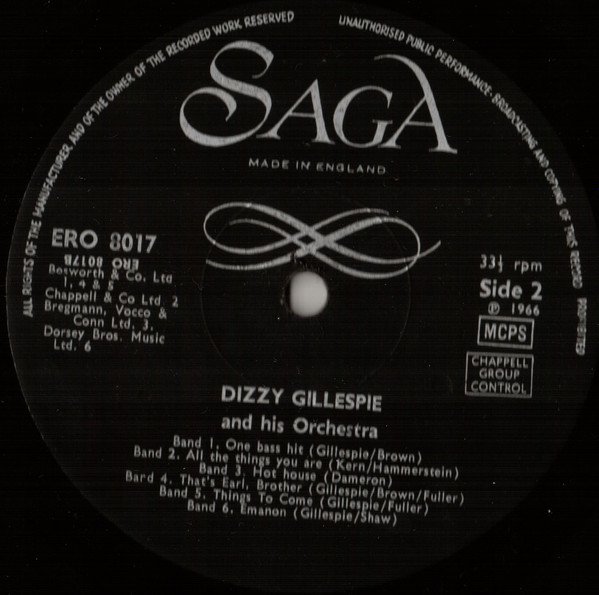 ALL RIGHTS OF THE MANUFACTURER AND OF THE OWNER OF THE RECORDED WORK RESERVED
UNAUTHORISED PUBLIC PERFORMANCE, BROADCASTING AND COPYING OF THIS RECORD PROHIBITED
SAGA
MADE IN ENGLAND
ERO 8017
ERO 8017B
Bosworth & Co. Ltd
1, 4 & 5
Chappell & Co Ltd. 2
Bregmann, Vocco &
Conn Ltd. 3.
Dorsey Bros. Music
Ltd. 6
33⅓ rpm
Side 2
℗ 1966
MCPS
CHAPPELL
GROUP
CONTROL
DIZZY GILLESPIE
and his Orchestra
Band 1. One bass hit (Gillespie/Brown)
Band 2. All the things you are (Kern/Hammerstein)
Band 3. Hot house (Dameron)
Bard 4. That's Earl, Brother (Gillespie/Brown/Fuller)
Band 5. Things To Come (Gillespie/Fuller)
Band 6. Emanon (Gillespie/Shaw)